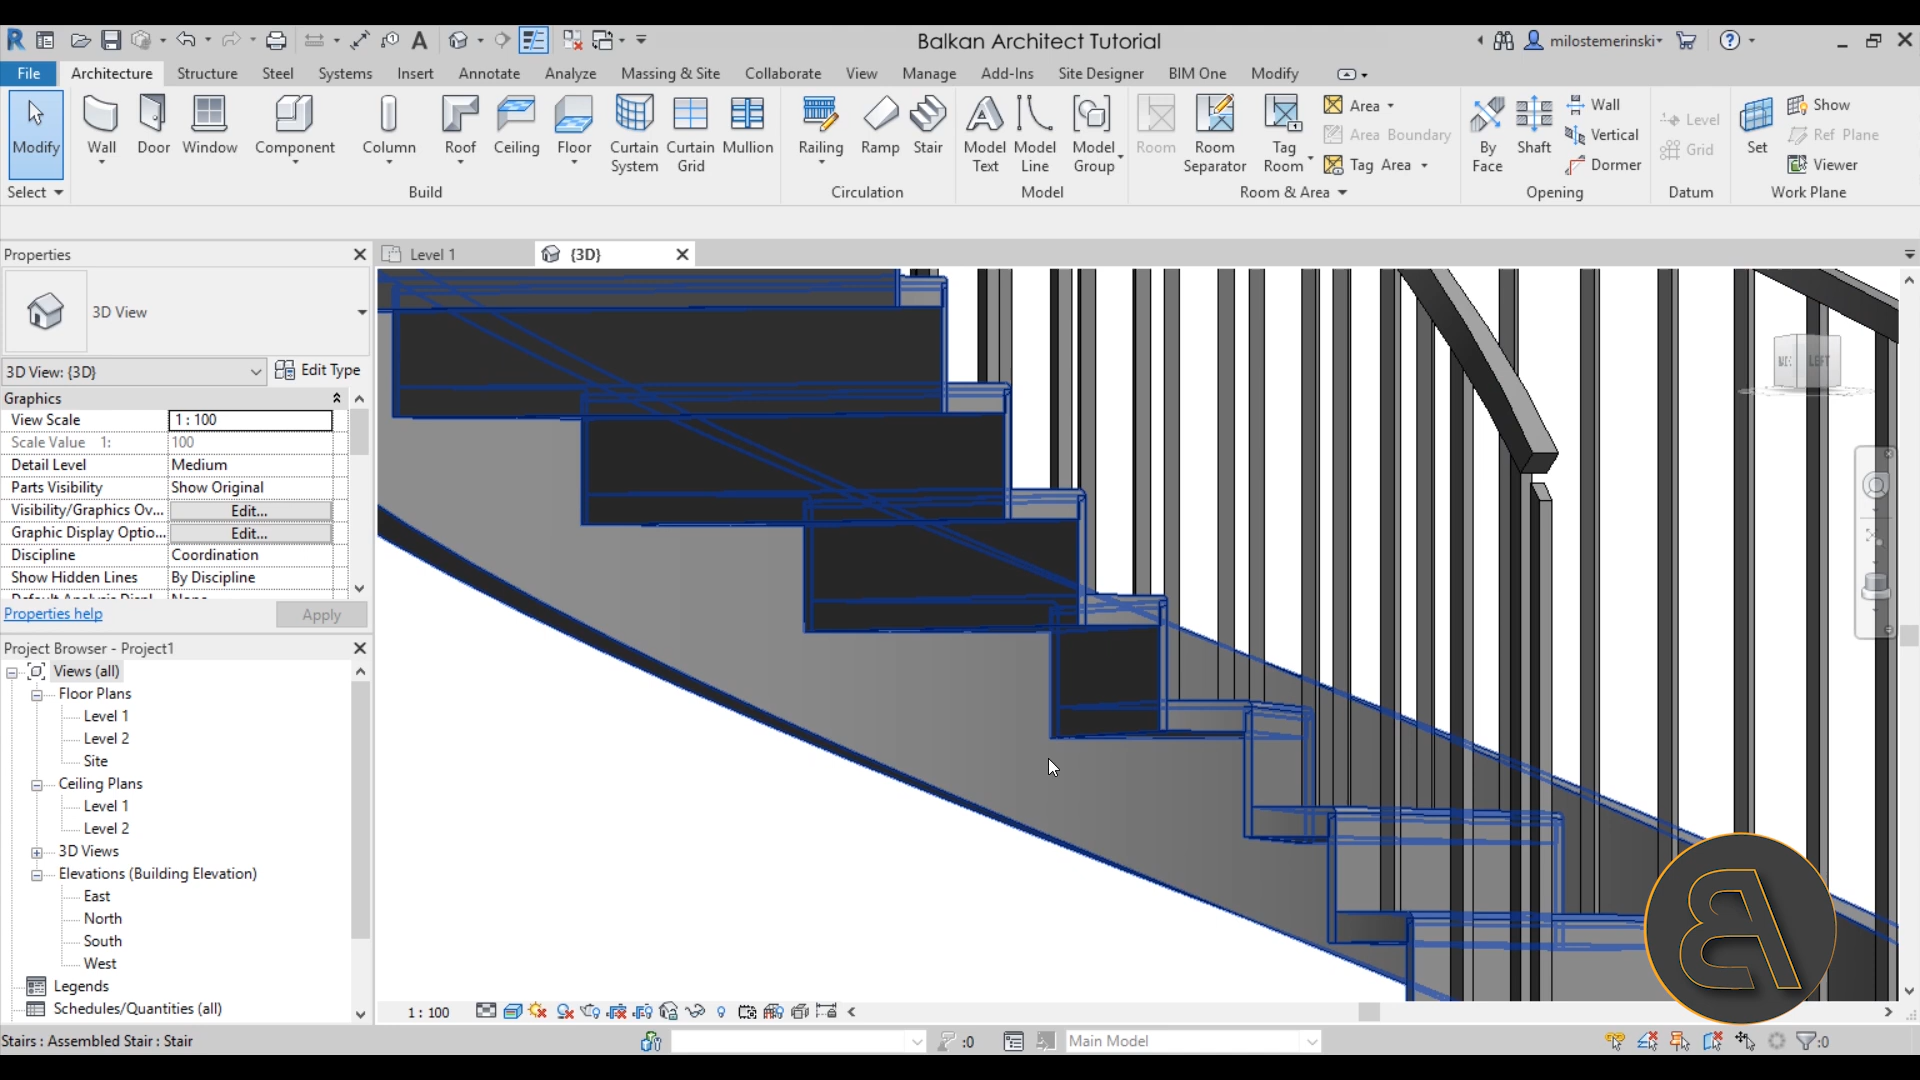 Balkan Architect Tutorial
milostemerinski
File Architecture Structure Steel Systems Insert Annotate Analyze Massing & Site Collaborate View Manage Add-Ins Site Designer BIM One Modify
Modify Wall Door Window Component Column Roof Ceiling Floor Curtain System Curtain Grid Mullion Railing Ramp Stair Model Text Model Line Model Group Room Room Separator Tag Room Area Area Boundary Tag Area By Face Shaft Wall Vertical Dormer Level Grid Set Show Ref Plane Viewer
Select Build Circulation Model Room & Area Opening Datum Work Plane
Properties
Level 1
{3D}
3D View
3D View: {3D}
Edit Type
Graphics
View Scale 1 : 100
Scale Value 1: 100
Detail Level Medium
Parts Visibility Show Original
Visibility/Graphics Ov... Edit...
Graphic Display Optio... Edit...
Discipline Coordination
Show Hidden Lines By Discipline
Properties help
Apply
LEFT
Project Browser - Project1
Views (all)
Floor Plans
Level 1
Level 2
Site
Ceiling Plans
Level 1
Level 2
3D Views
Elevations (Building Elevation)
East
North
South
West
Legends
Schedules/Quantities (all)
1 : 100
Stairs : Assembled Stair : Stair
:0
Main Model
:0